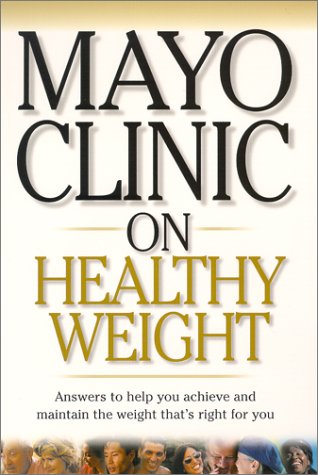 MAYO
CLINIC
ON
HEALTHY
WEIGHT
Answers to help you achieve and
maintain the weight that's right for you